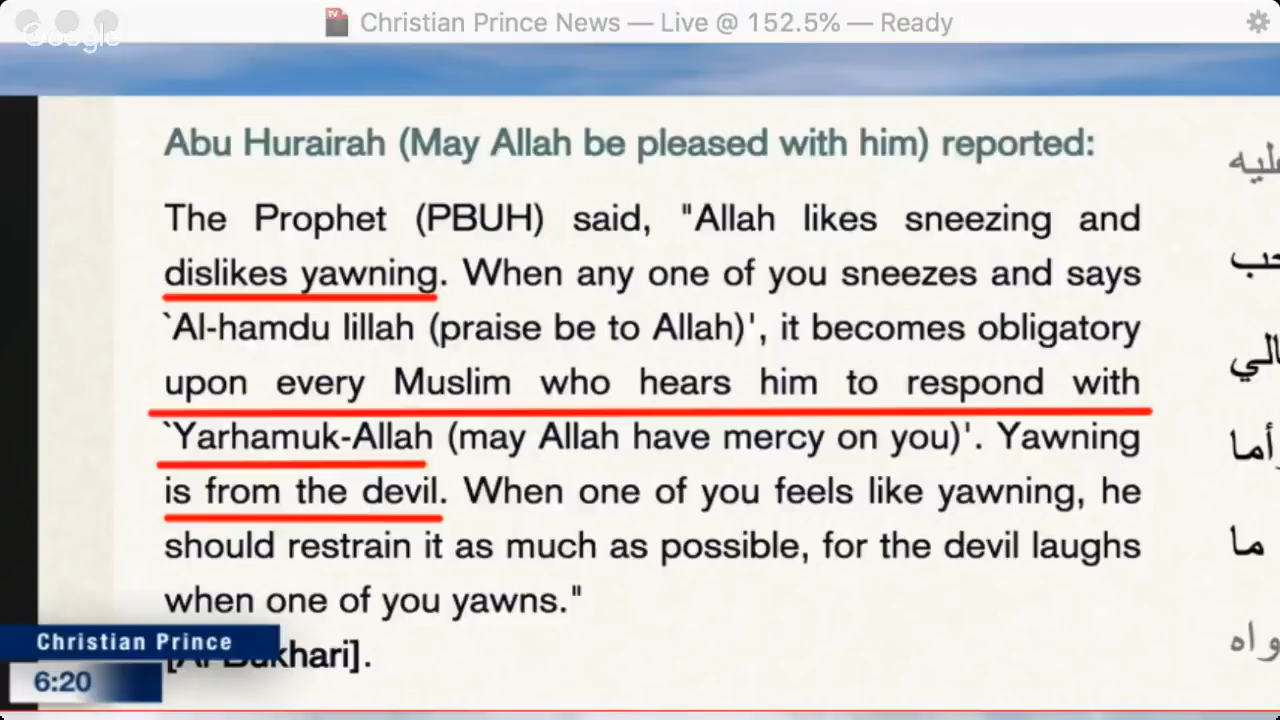 Christian Prince News — Live @ 152.5% — Ready
Google
Abu Hurairah (May Allah be pleased with him) reported:
The Prophet (PBUH) said, "Allah likes sneezing and
dislikes yawning. When any one of you sneezes and says
`Al-hamdu lillah (praise be to Allah)', it becomes obligatory
upon every Muslim who hears him to respond with
`Yarhamuk-Allah (may Allah have mercy on you)'. Yawning
is from the devil. When one of you feels like yawning, he
should restrain it as much as possible, for the devil laughs
when one of you yawns."
[Al-Bukhari].
Christian Prince
6:20
وأما
ما